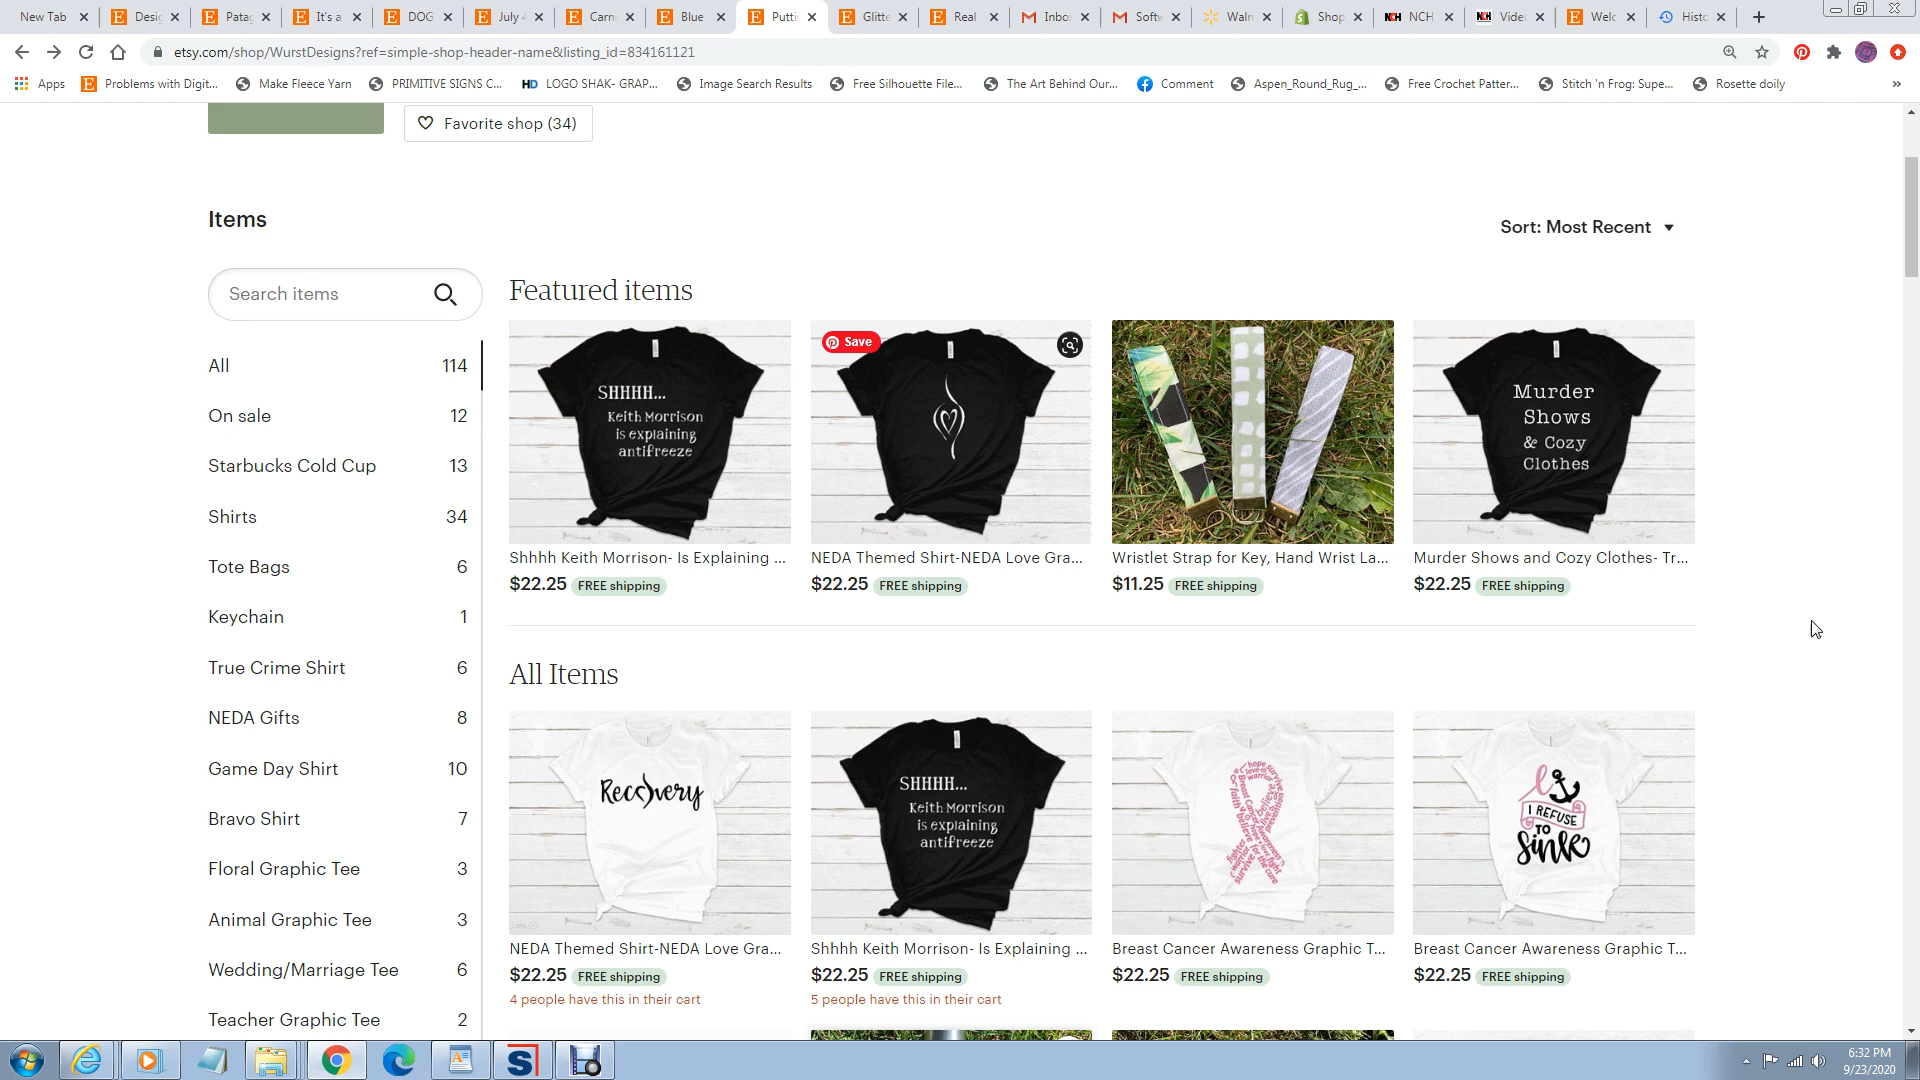 New Tab
Desig
Patag
It's a
DOG
July 4
Carni
Blue
Putti
Glitte
Real
Inbo
Softw
Waln
Shop
NCH
Vide
Welc
Histo
etsy.com/shop/WurstDesigns?ref=simple-shop-header-name&listing_id=834161121
Apps
Problems with Digit...
Make Fleece Yarn
PRIMITIVE SIGNS C...
HD LOGO SHAK- GRAP...
Image Search Results
Free Silhouette File...
The Art Behind Our...
Comment
Aspen_Round_Rug_...
Free Crochet Patter...
Stitch 'n Frog: Supe...
Rosette doily
»
Favorite shop (34)
Items
Sort: Most Recent
Search items
All 114
On sale 12
Starbucks Cold Cup 13
Shirts 34
Tote Bags 6
Keychain 1
True Crime Shirt 6
NEDA Gifts 8
Game Day Shirt 10
Bravo Shirt 7
Floral Graphic Tee 3
Animal Graphic Tee 3
Wedding/Marriage Tee 6
Teacher Graphic Tee 2
Featured items
SHHHH...
Keith Morrison
is explaining
antifreeze
Save
Murder
Shows
& Cozy
Clothes
Shhhh Keith Morrison- Is Explaining ...
$22.25 FREE shipping
NEDA Themed Shirt-NEDA Love Gra...
$22.25 FREE shipping
Wristlet Strap for Key, Hand Wrist La...
$11.25 FREE shipping
Murder Shows and Cozy Clothes- Tr...
$22.25 FREE shipping
All Items
Recovery
SHHHH...
Keith Morrison
is explaining
antifreeze
I REFUSE
TO
Sink
NEDA Themed Shirt-NEDA Love Gra...
$22.25 FREE shipping
4 people have this in their cart
Shhhh Keith Morrison- Is Explaining ...
$22.25 FREE shipping
5 people have this in their cart
Breast Cancer Awareness Graphic T...
$22.25 FREE shipping
Breast Cancer Awareness Graphic T...
$22.25 FREE shipping
6:32 PM
9/23/2020